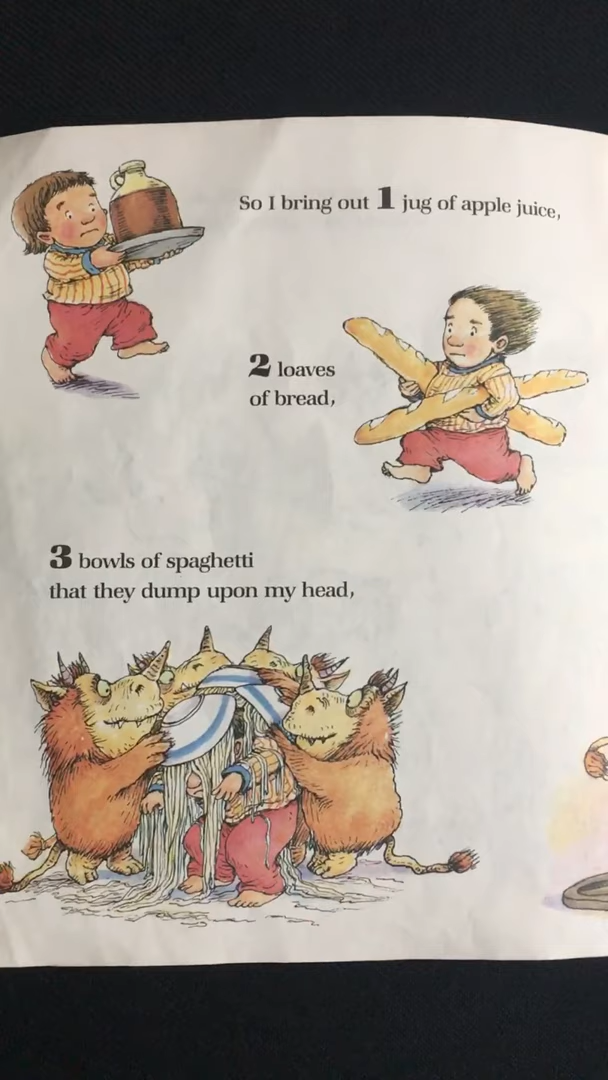 So I bring out 1 jug of apple juice,
2 loaves
of bread,
3 bowls of spaghetti
that they dump upon my head,